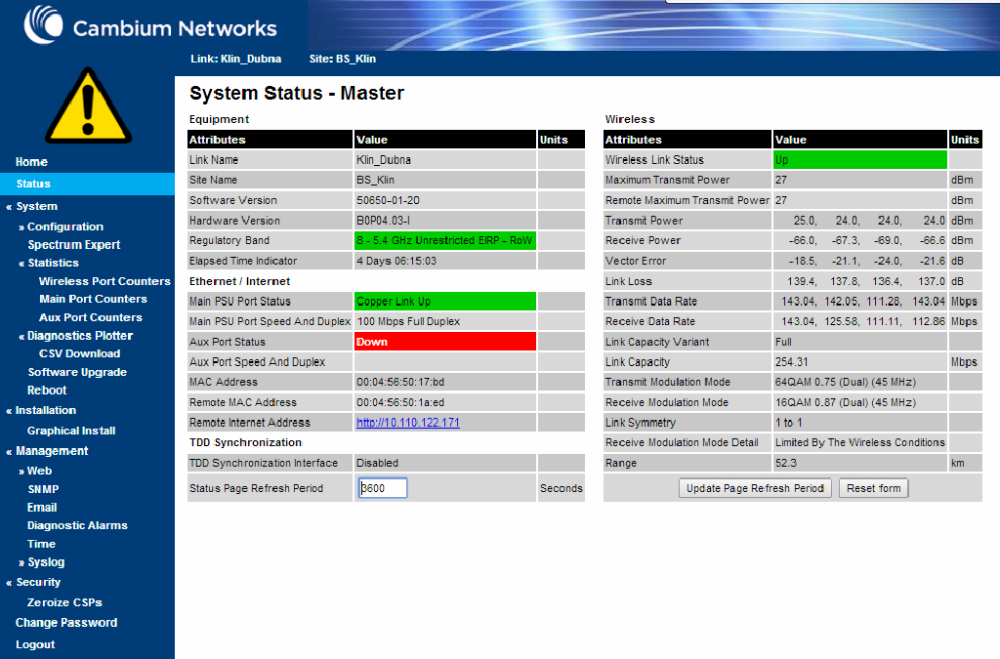 Cambium Networks
Link: Klin_Dubna Site: BS_Klin
Home
Status
« System
» Configuration
Spectrum Expert
« Statistics
Wireless Port Counters
Main Port Counters
Aux Port Counters
« Diagnostics Plotter
CSV Download
Software Upgrade
Reboot
« Installation
Graphical Install
« Management
» Web
SNMP
Email
Diagnostic Alarms
Time
» Syslog
« Security
Zeroize CSPs
Change Password
Logout
System Status - Master
Equipment
Attributes Value Units
Link Name Klin_Dubna
Site Name BS_Klin
Software Version 50650-01-20
Hardware Version B0P04.03-I
Regulatory Band 8 - 5.4 GHz Unrestricted EIRP - RoW
Elapsed Time Indicator 4 Days 06:15:03
Ethernet / Internet
Main PSU Port Status Copper Link Up
Main PSU Port Speed And Duplex 100 Mbps Full Duplex
Aux Port Status Down
Aux Port Speed And Duplex
MAC Address 00:04:56:50:17:bd
Remote MAC Address 00:04:56:50:1a:ed
Remote Internet Address http://10.110.122.171
TDD Synchronization
TDD Synchronization Interface Disabled
Status Page Refresh Period 3600 Seconds
Wireless
Attributes Value Units
Wireless Link Status Up
Maximum Transmit Power 27 dBm
Remote Maximum Transmit Power 27 dBm
Transmit Power 25.0, 24.0, 24.0, 24.0 dBm
Receive Power -66.0, -67.3, -69.0, -66.6 dBm
Vector Error -18.5, -21.1, -24.0, -21.6 dB
Link Loss 139.4, 137.8, 136.4, 137.0 dB
Transmit Data Rate 143.04, 142.05, 111.28, 143.04 Mbps
Receive Data Rate 143.04, 125.58, 111.11, 112.86 Mbps
Link Capacity Variant Full
Link Capacity 254.31 Mbps
Transmit Modulation Mode 64QAM 0.75 (Dual) (45 MHz)
Receive Modulation Mode 16QAM 0.87 (Dual) (45 MHz)
Link Symmetry 1 to 1
Receive Modulation Mode Detail Limited By The Wireless Conditions
Range 52.3 km
Update Page Refresh Period Reset form